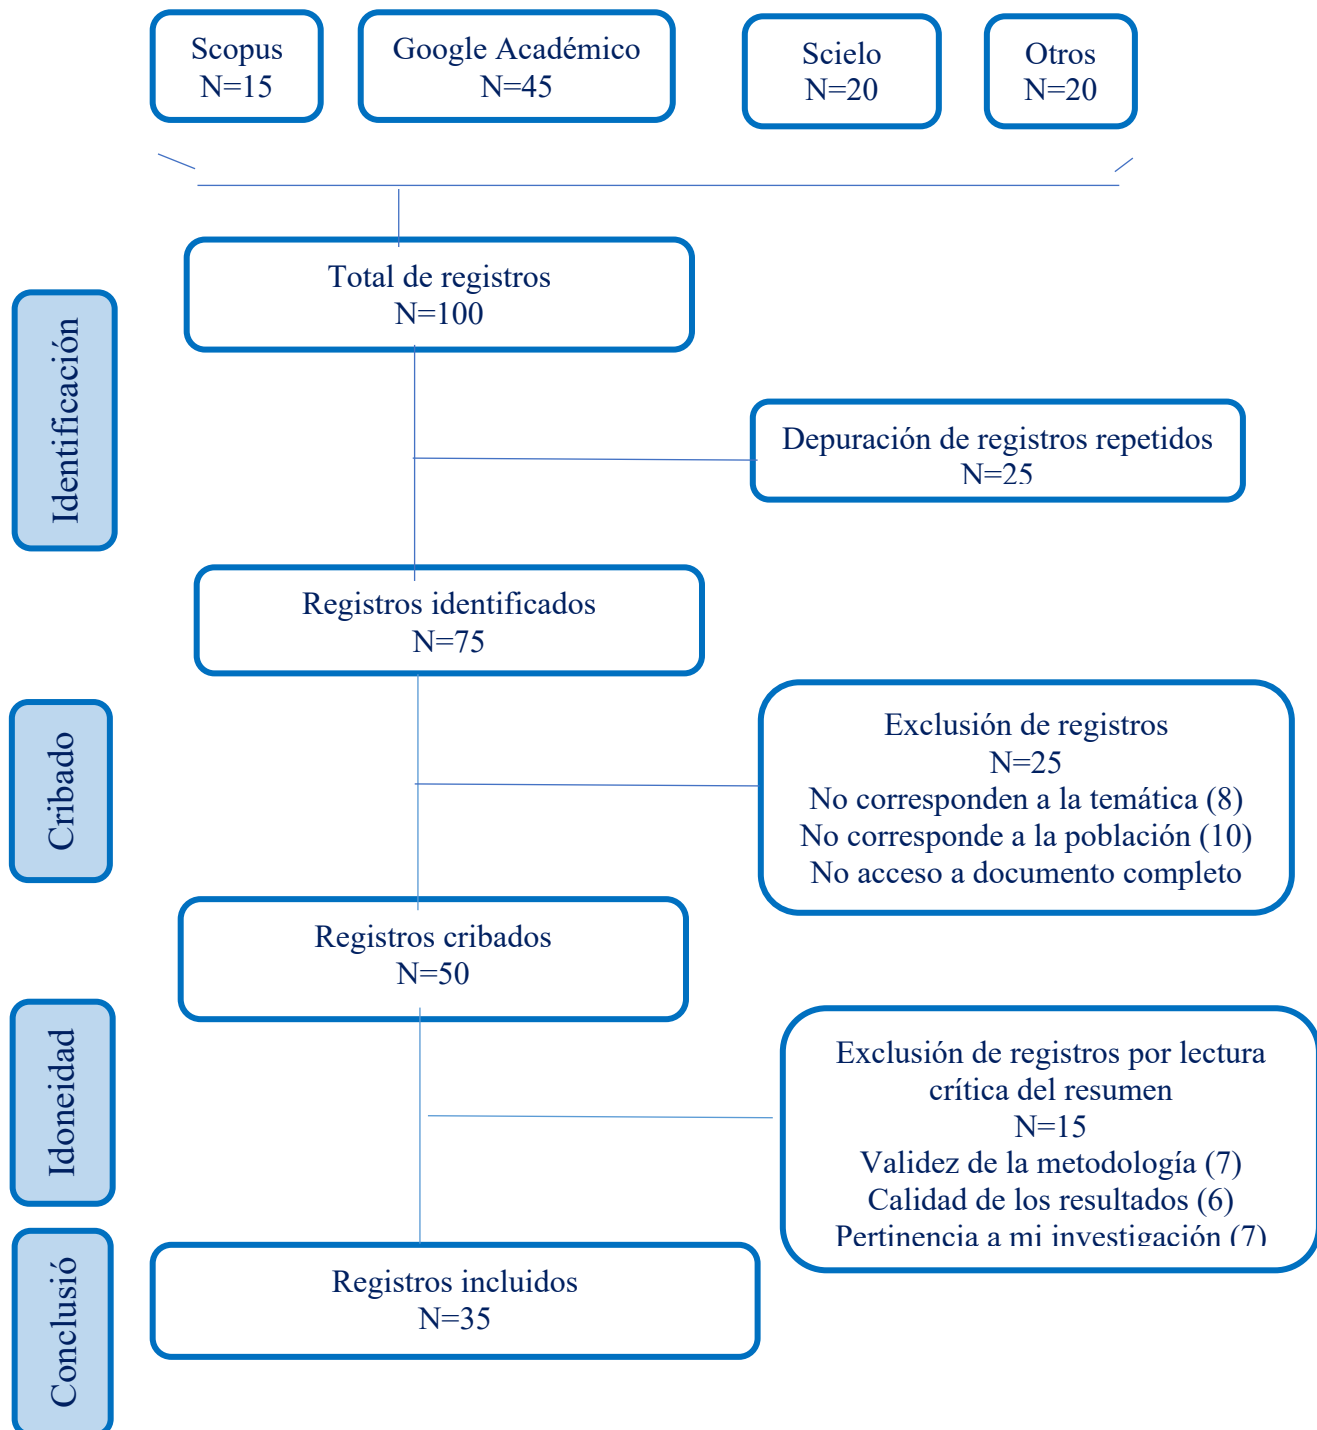 Scopus
N=15
Google Académico
N=45
Scielo
N=20
Otros
N=20
Total de registros
N=100
Identificación
Depuración de registros repetidos
N=25
Registros identificados
N=75
Cribado
Exclusión de registros
N=25
No corresponden a la temática (8)
No corresponde a la población (10)
No acceso a documento completo
Registros cribados
N=50
Idoneidad
Exclusión de registros por lectura
crítica del resumen
N=15
Validez de la metodología (7)
Calidad de los resultados (6)
Pertinencia a mi investigación (7)
Conclusió
Registros incluidos
N=35